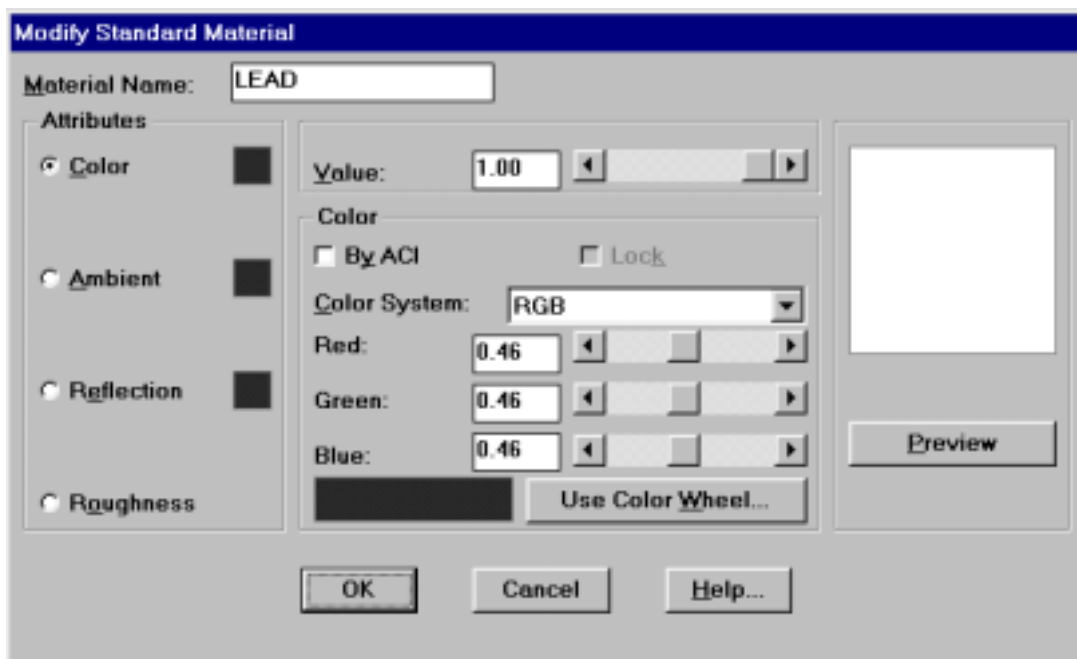 Modify Standard Material
Material Name: LEAD
Attributes
Color
Ambient
Reflection
Roughness
Value: 1.00
Color
By ACI Lock
Color System: RGB
Red: 0.46
Green: 0.46
Blue: 0.46
Use Color Wheel...
Preview
OK Cancel Help...